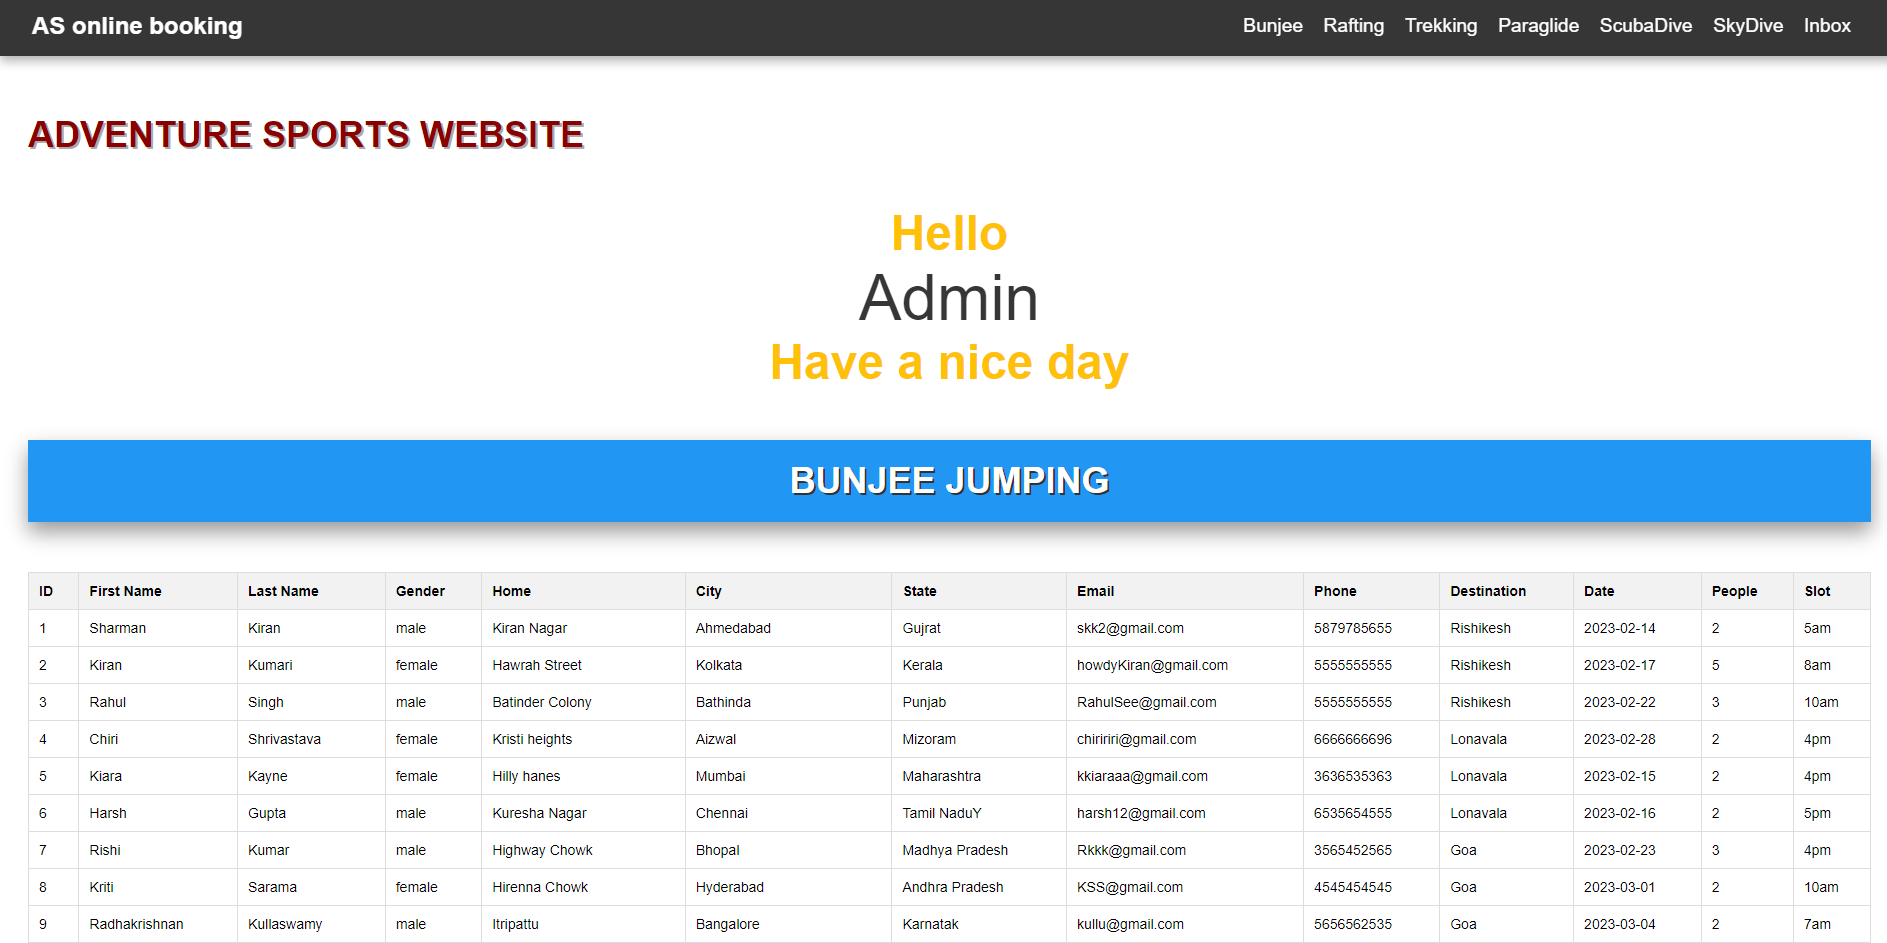 AS online booking Bunjee Rafting Trekking Paraglide ScubaDive SkyDive Inbox
ADVENTURE SPORTS WEBSITE
Hello
Admin
Have a nice day
BUNJEE JUMPING
ID First Name Last Name Gender Home City State Email Phone Destination Date People Slot
1 Sharman Kiran male Kiran Nagar Ahmedabad Gujrat skk2@gmail.com 5879785655 Rishikesh 2023-02-14 2 5am
2 Kiran Kumari female Hawrah Street Kolkata Kerala howdyKiran@gmail.com 5555555555 Rishikesh 2023-02-17 5 8am
3 Rahul Singh male Batinder Colony Bathinda Punjab RahulSee@gmail.com 5555555555 Rishikesh 2023-02-22 3 10am
4 Chiri Shrivastava female Kristi heights Aizwal Mizoram chiririri@gmail.com 6666666696 Lonavala 2023-02-28 2 4pm
5 Kiara Kayne female Hilly hanes Mumbai Maharashtra kkiaraaa@gmail.com 3636535363 Lonavala 2023-02-15 2 4pm
6 Harsh Gupta male Kuresha Nagar Chennai Tamil NaduY harsh12@gmail.com 6535654555 Lonavala 2023-02-16 2 5pm
7 Rishi Kumar male Highway Chowk Bhopal Madhya Pradesh Rkkk@gmail.com 3565452565 Goa 2023-02-23 3 4pm
8 Kriti Sarama female Hirenna Chowk Hyderabad Andhra Pradesh KSS@gmail.com 4545454545 Goa 2023-03-01 2 10am
9 Radhakrishnan Kullaswamy male Itripattu Bangalore Karnatak kullu@gmail.com 5656562535 Goa 2023-03-04 2 7am